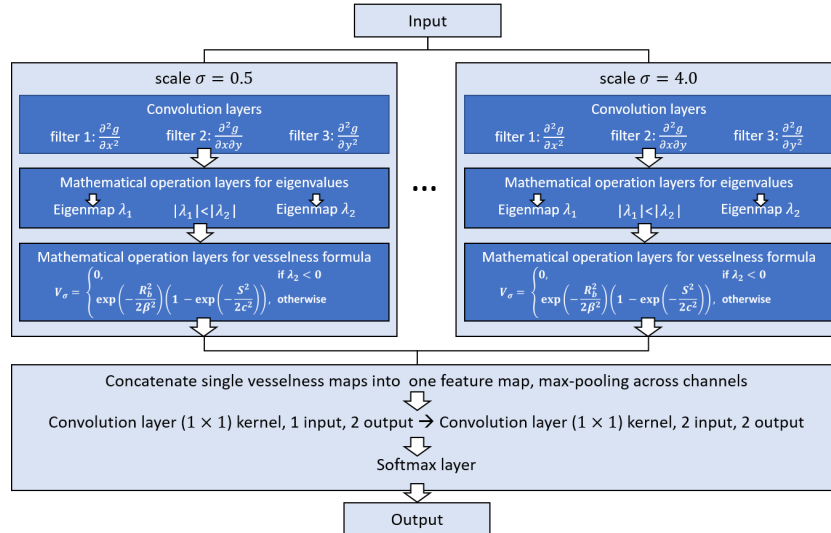 Input
scale σ = 0.5
Convolution layers
filter 1: ∂²g/∂x² filter 2: ∂²g/∂x∂y filter 3: ∂²g/∂y²
Mathematical operation layers for eigenvalues
Eigenmap λ₁ |λ₁|<|λ₂| Eigenmap λ₂
Mathematical operation layers for vesselness formula
V_σ = { 0, if λ₂ < 0
exp(−R_b²/2β²)(1 − exp(−S²/2c²)), otherwise
...
scale σ = 4.0
Convolution layers
filter 1: ∂²g/∂x² filter 2: ∂²g/∂x∂y filter 3: ∂²g/∂y²
Mathematical operation layers for eigenvalues
Eigenmap λ₁ |λ₁|<|λ₂| Eigenmap λ₂
Mathematical operation layers for vesselness formula
V_σ = { 0, if λ₂ < 0
exp(−R_b²/2β²)(1 − exp(−S²/2c²)), otherwise
Concatenate single vesselness maps into one feature map, max-pooling across channels
Convolution layer (1 × 1) kernel, 1 input, 2 output → Convolution layer (1 × 1) kernel, 2 input, 2 output
Softmax layer
Output